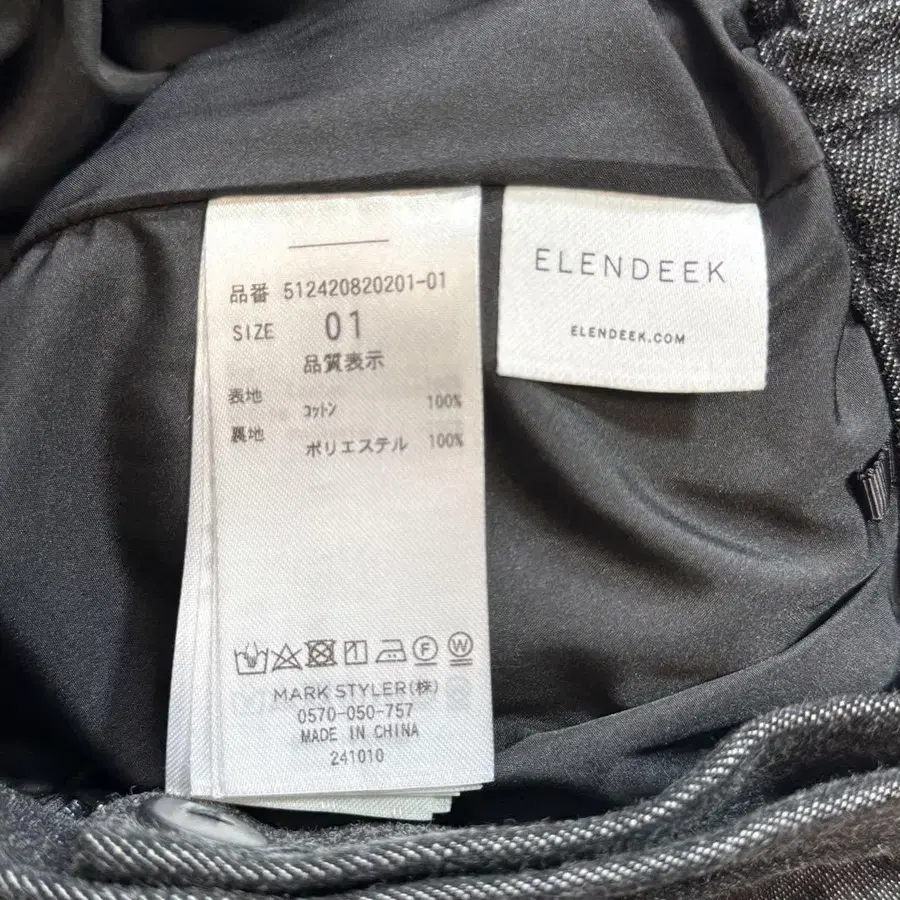 品番 512420820201-01
SIZE 01
品質表示
表地 コットン 100%
裏地 ポリエステル 100%
F W
MARK STYLER(株)
0570-050-757
MADE IN CHINA
241010
ELENDEEK
ELENDEEK.COM